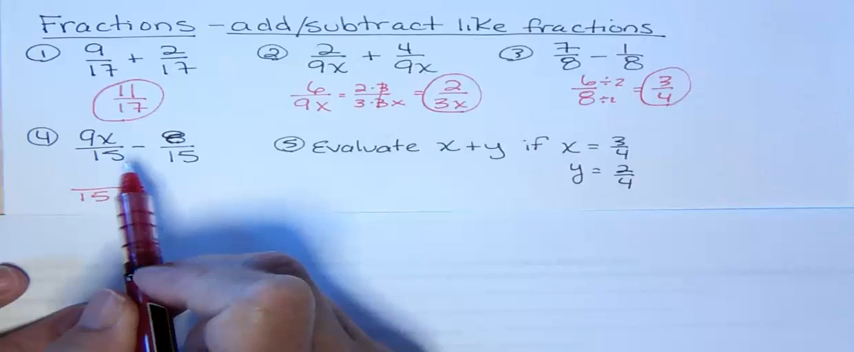 Fractions - add/subtract like fractions
① 9/17 + 2/17 ② 2/9x + 4/9x ③ 7/8 - 1/8
11/17 6/9x = 2·3/3·3x = 2/3x 6÷2/8÷2 = 3/4
④ 9x/15 - /15 ⑤ Evaluate x+y if x = 3/4
y = 2/4
15